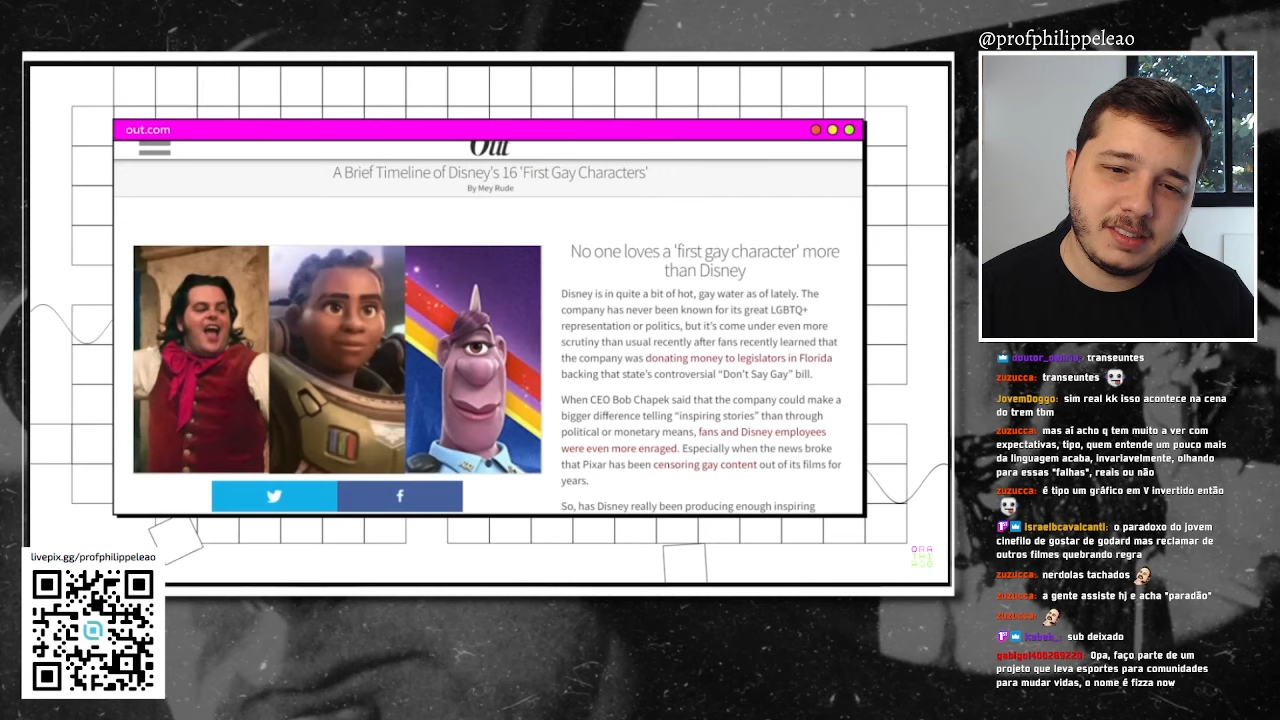 @profphilippeleao
out.com
Out
A Brief Timeline of Disney's 16 'First Gay Characters'
By Mey Rude
No one loves a 'first gay character' more
than Disney
Disney is in quite a bit of hot, gay water as of lately. The
company has never been known for its great LGBTQ+
representation or politics, but it's come under even more
scrutiny than usual recently after fans recently learned that
the company was donating money to legislators in Florida
backing that state's controversial “Don't Say Gay” bill.
When CEO Bob Chapek said that the company could make a
bigger difference telling “inspiring stories” than through
political or monetary means, fans and Disney employees
were even more enraged. Especially when the news broke
that Pixar has been censoring gay content out of its films for
years.
So, has Disney really been producing enough inspiring
livepix.gg/profphilippeleao
transeuntes
zuzucca: transeuntes
JovemDoggo: sim real kk isso acontece na cena
do trem tbm
zuzucca: mas aí acho q tem muito a ver com
expectativas, tipo, quem entende um pouco mais
da linguagem acaba, invariavelmente, olhando
para essas "falhas", reais ou não
zuzucca: é tipo um gráfico em V invertido então
israelbcavalcanti: o paradoxo do jovem
cinefilo de gostar de godard mas reclamar de
outros filmes quebrando regra
zuzucca: nerdolas tachados
zuzucca: a gente assiste hj e acha "paradão"
zuzucca:
sub deixado
gabigol400289220: Opa, faço parte de um
projeto que leva esportes para comunidades
para mudar vidas, o nome é fizza now